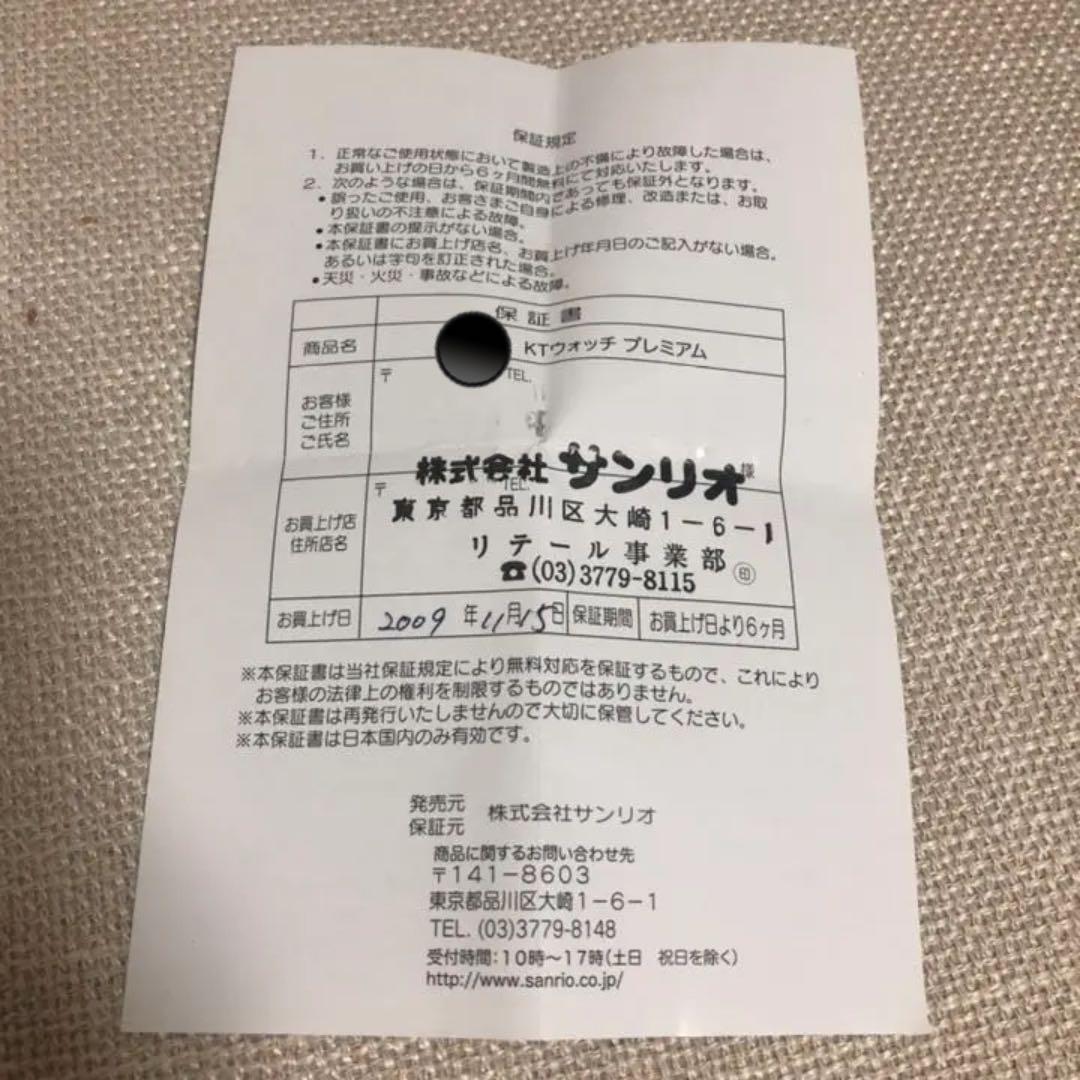 保証規定
1. 正常なご使用状態において製造上の不備により故障した場合は、
お買い上げの日から6ヶ月間無料にて対応いたします。
2. 次のような場合は、保証期間内であっても保証外となります。
●誤ったご使用、お客さまご自身による修理、改造または、お取
り扱いの不注意による故障。
●本保証書の提示がない場合。
●本保証書にお買上げ店名、お買上げ年月日のご記入がない場合。
あるいは字句を訂正された場合。
●天災・火災・事故などによる故障。
保証書
商品名 KTウォッチ プレミアム
お客様
ご住所
ご氏名
〒 TEL.
様
お買上げ店
住所店名
〒 TEL.
株式会社 サンリオ
東京都品川区大崎1-6-1
リテール事業部
☎(03)3779-8115 ㊞
お買上げ日 2009年11月15日 保証期間 お買上げ日より6ヶ月
※本保証書は当社保証規定により無料対応を保証するもので、これにより
お客様の法律上の権利を制限するものではありません。
※本保証書は再発行いたしませんので大切に保管してください。
※本保証書は日本国内のみ有効です。
発売元
保証元
株式会社サンリオ
商品に関するお問い合わせ先
〒141-8603
東京都品川区大崎1-6-1
TEL. (03)3779-8148
受付時間:10時~17時(土日 祝日を除く)
http://www.sanrio.co.jp/